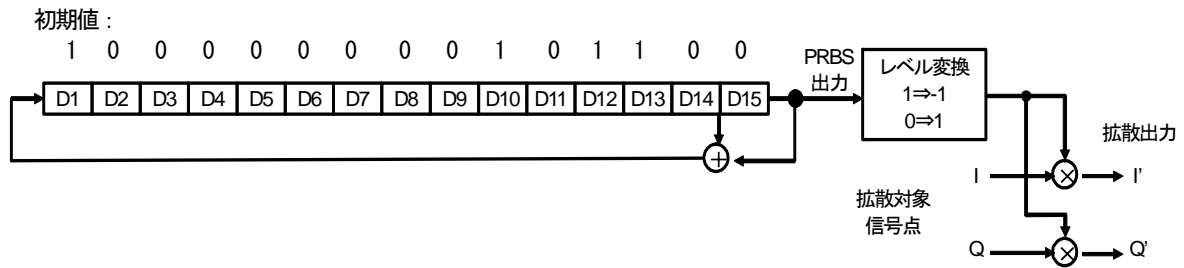 初期値：
1 0 0 0 0 0 0 0 0 1 0 1 1 0 0
D1 D2 D3 D4 D5 D6 D7 D8 D9 D10 D11 D12 D13 D14 D15
PRBS
出力
レベル変換
1⇒-1
0⇒1
+
拡散出力
I × I'
拡散対象
信号点
Q × Q'